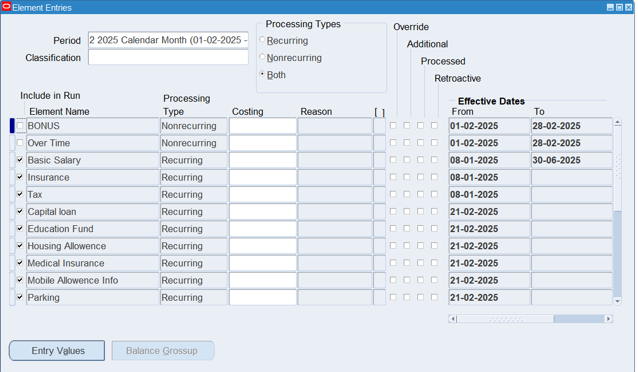 Element Entries
Period 2 2025 Calendar Month (01-02-2025 -
Classification
Processing Types
Recurring
Nonrecurring
Both
Override
Additional
Processed
Retroactive
Include in Run
Element Name Processing Type Costing Reason [ ] Effective Dates From To
BONUS Nonrecurring 01-02-2025 28-02-2025
Over Time Nonrecurring 01-02-2025 28-02-2025
Basic Salary Recurring 08-01-2025 30-06-2025
Insurance Recurring 08-01-2025
Tax Recurring 08-01-2025
Capital loan Recurring 21-02-2025
Education Fund Recurring 21-02-2025
Housing Allowence Recurring 21-02-2025
Medical Insurance Recurring 21-02-2025
Mobile Allowence Info Recurring 21-02-2025
Parking Recurring 21-02-2025
Entry Values Balance Grossup